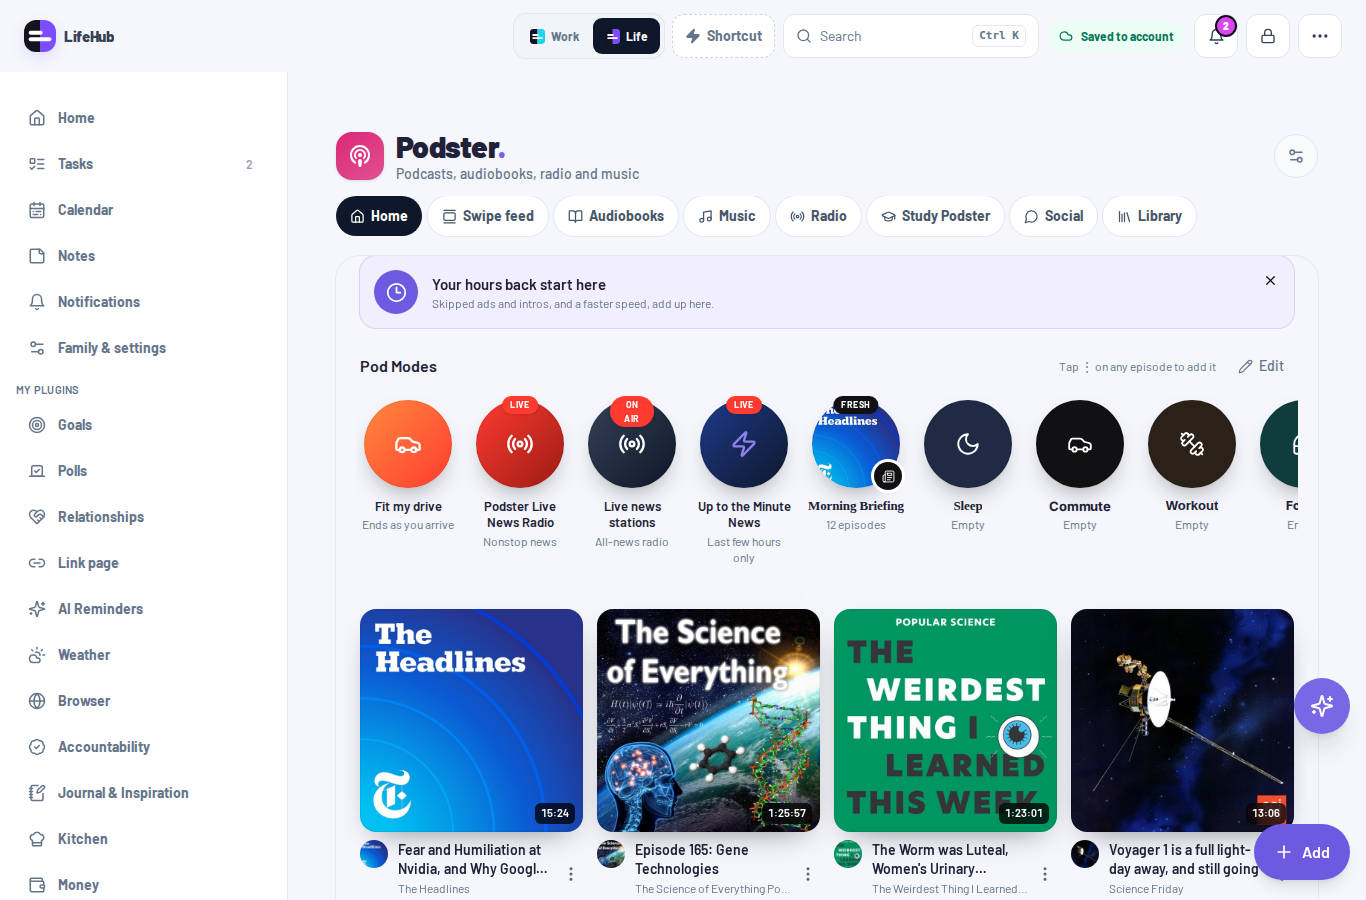 LifeHub
Work
Life
Shortcut
Search
Ctrl K
Saved to account
2
Home
Tasks
2
Calendar
Notes
Notifications
Family & settings
MY PLUGINS
Goals
Polls
Relationships
Link page
AI Reminders
Weather
Browser
Accountability
Journal & Inspiration
Kitchen
Money
Podster.
Podcasts, audiobooks, radio and music
Home
Swipe feed
Audiobooks
Music
Radio
Study Podster
Social
Library
Your hours back start here
Skipped ads and intros, and a faster speed, add up here.
Pod Modes
Tap ⋮ on any episode to add it
Edit
LIVE
ON
AIR
LIVE
FRESH
Headlines
Fit my drive
Ends as you arrive
Podster Live
News Radio
Nonstop news
Live news
stations
All-news radio
Up to the Minute
News
Last few hours
only
Morning Briefing
12 episodes
Sleep
Empty
Commute
Empty
Workout
Empty
Fo
Er
The
Headlines
15:24
The Science
of Everything
1:25:57
POPULAR SCIENCE
THE
WEIRDEST
THING I
LEARNED
THIS WEEK
1:23:01
13:06
Fear and Humiliation at
Nvidia, and Why Googl...
The Headlines
Episode 165: Gene
Technologies
The Science of Everything Po...
The Worm was Luteal,
Women's Urinary...
The Weirdest Thing I Learned...
Voyager 1 is a full light-
day away, and still going
Science Friday
Add